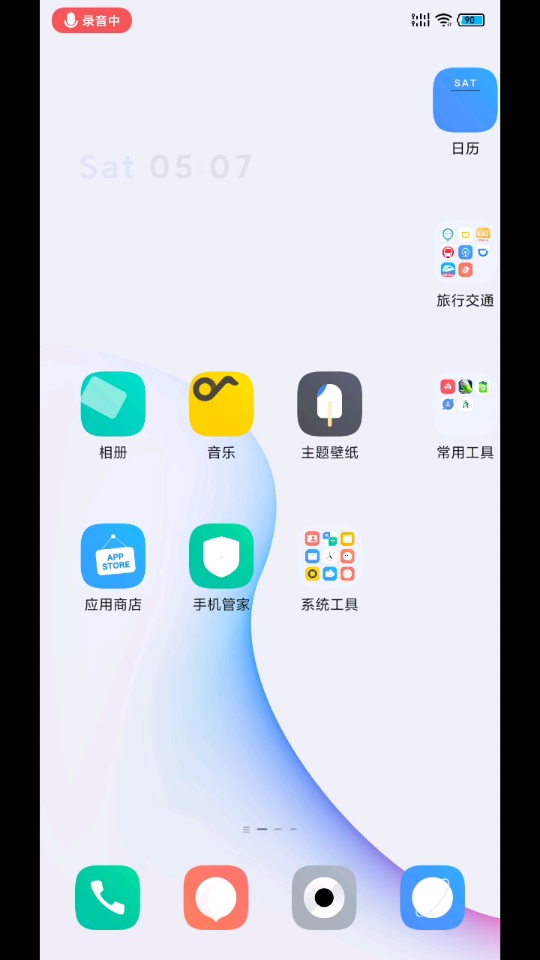 录音中
90
SAT
日历
Sat 05:07
旅行交通
相册
音乐
主题壁纸
常用工具
APP
STORE
应用商店
手机管家
系统工具